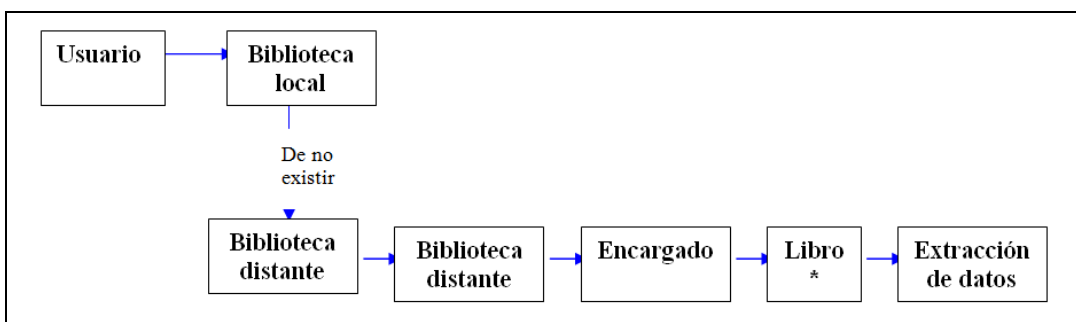 Usuario
Biblioteca
local
De no
existir
Biblioteca
distante
Biblioteca
distante
Encargado
Libro
*
Extracción
de datos